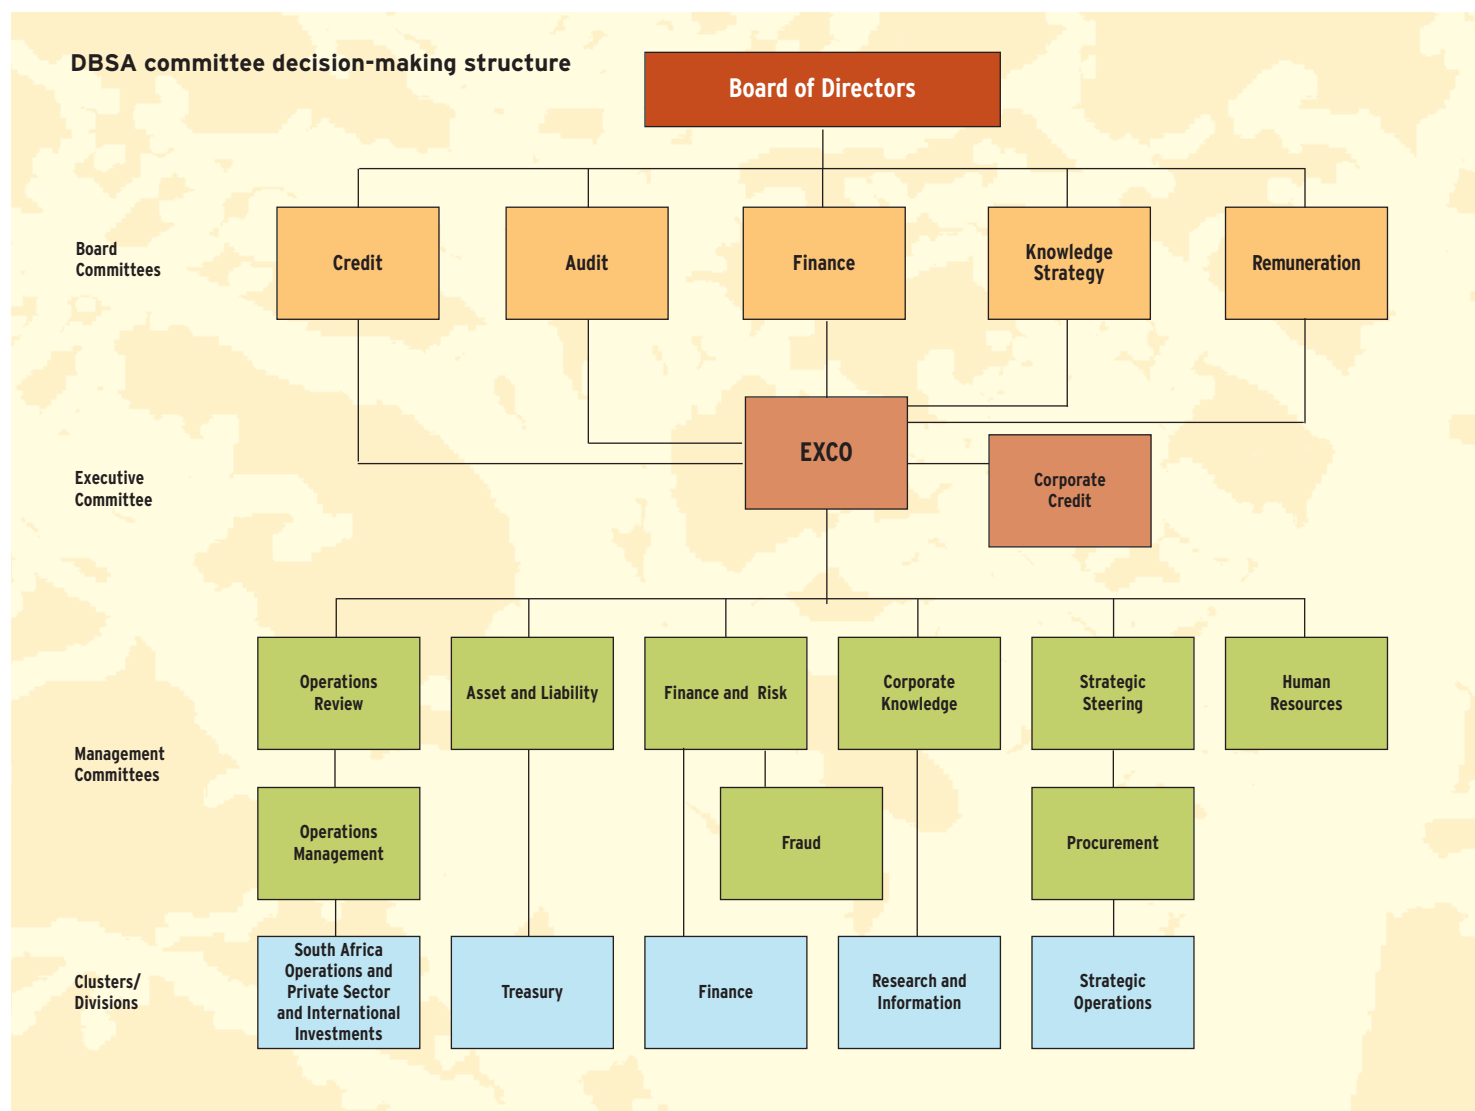 DBSA committee decision-making structure
Board of Directors
Board
Committees
Credit
Audit
Finance
Knowledge
Strategy
Remuneration
Executive
Committee
EXCO
Corporate
Credit
Management
Committees
Operations
Review
Asset and Liability
Finance and Risk
Corporate
Knowledge
Strategic
Steering
Human
Resources
Operations
Management
Fraud
Procurement
Clusters/
Divisions
South Africa
Operations and
Private Sector
and International
Investments
Treasury
Finance
Research and
Information
Strategic
Operations